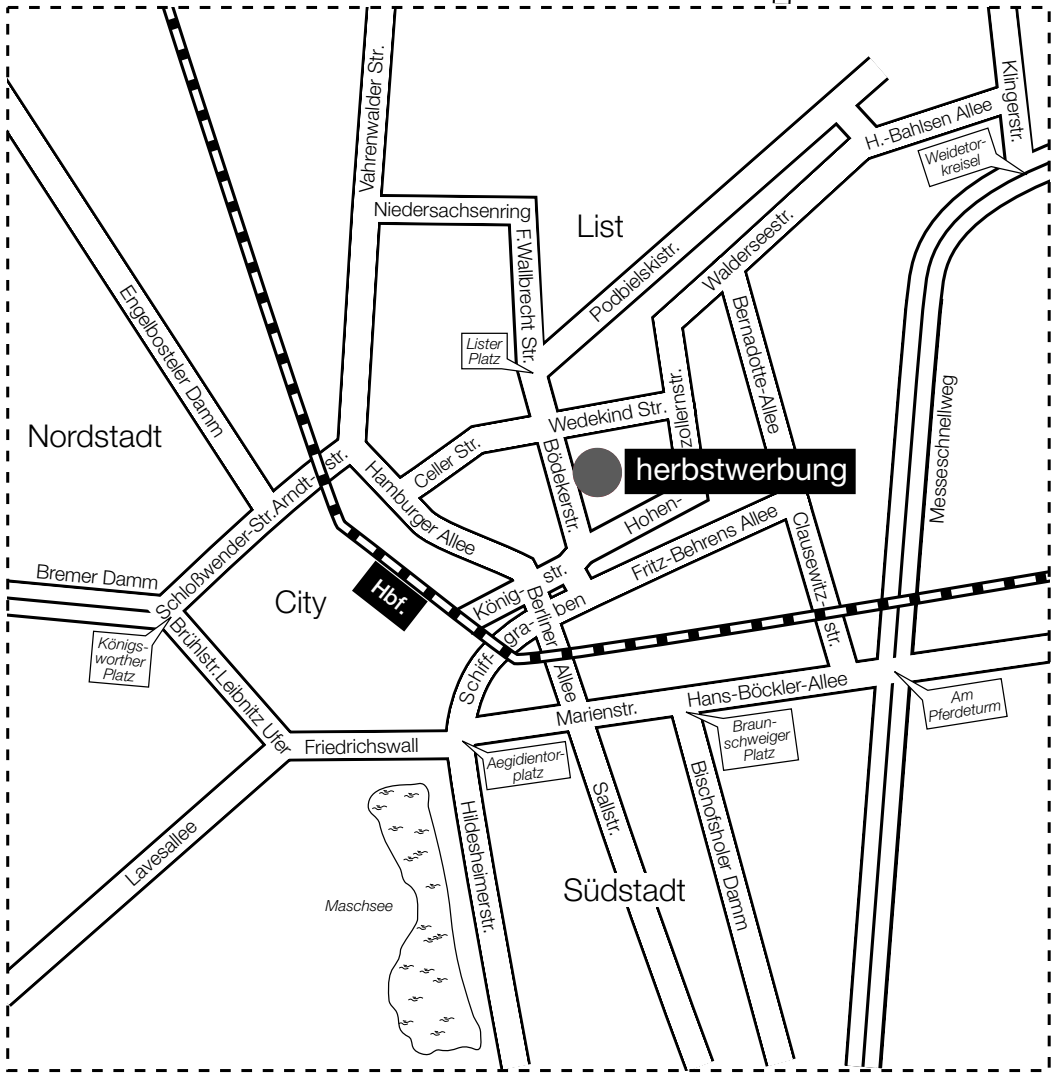 Klingerstr.
Vahrenwalder Str.
H.-Bahlsen Allee
Weidetor-
kreisel
Niedersachsenring
List
F.Wallbrecht Str.
Podbielskistr.
Walderseestr.
Engelbosteler Damm
Bernadotte-Allee
Lister
Platz
Messeschnellweg
Wedekind Str.
zollernstr.
Nordstadt
Celler Str.
Bödekerstr.
herbstwerbung
Arndt-
str.
Hamburger Allee
Hohen-
Schloßwender-Str.
Fritz-Behrens Allee
Clausewitz-
str.
Bremer Damm
City
Hbf.
König-
str.
Berliner
Allee
Schiff-
gra-
ben
Königs-
worther
Platz
Brühlstr.
Leibnitz Ufer
Hans-Böckler-Allee
Am
Pferdeturm
Marienstr.
Braun-
schweiger
Platz
Friedrichswall
Aegidientor-
platz
Sallstr.
Bischofsholer Damm
Hildesheimerstr.
Lavesallee
Maschsee
Südstadt